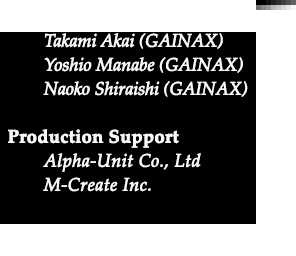 Takami Akai (GAINAX)
Yoshio Manabe (GAINAX)
Naoko Shiraishi (GAINAX)
Production Support
Alpha-Unit Co., Ltd
M-Create Inc.